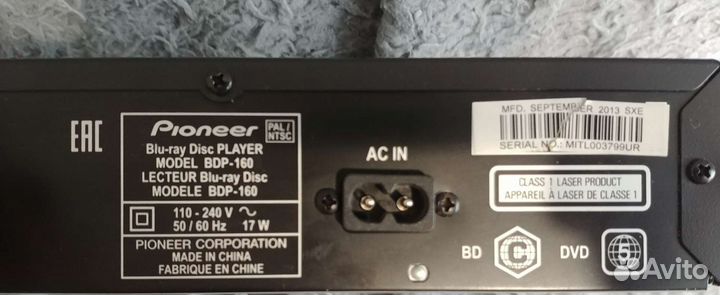 EAC
Pioneer
PAL / NTSC
Blu-ray Disc PLAYER
MODEL BDP-160
LECTEUR Blu-ray Disc
MODELE BDP-160
110 - 240 V ~
50 / 60 Hz 17 W
PIONEER CORPORATION
MADE IN CHINA
FABRIQUE EN CHINE
AC IN
MFD. SEPTEMBER 2013 SXE
SERIAL NO.: MITL003799UR
CLASS 1 LASER PRODUCT
APPAREIL À LASER DE CLASSE 1
BD
C
DVD
5
Avito